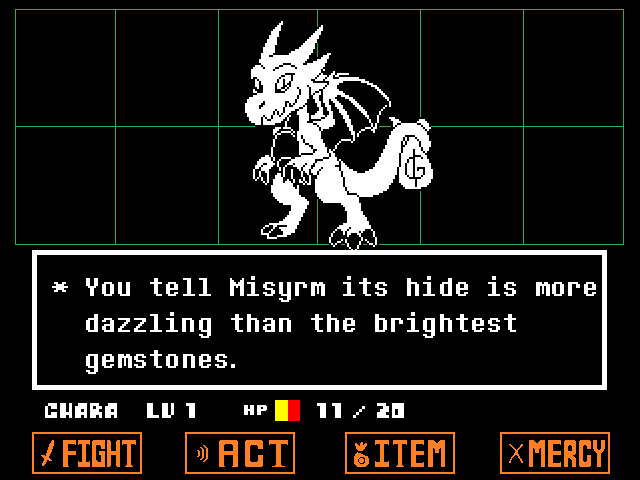 G
* You tell Misyrm its hide is more
dazzling than the brightest
gemstones.
CHARA LV 1 HP 11 / 20
FIGHT ACT ITEM MERCY